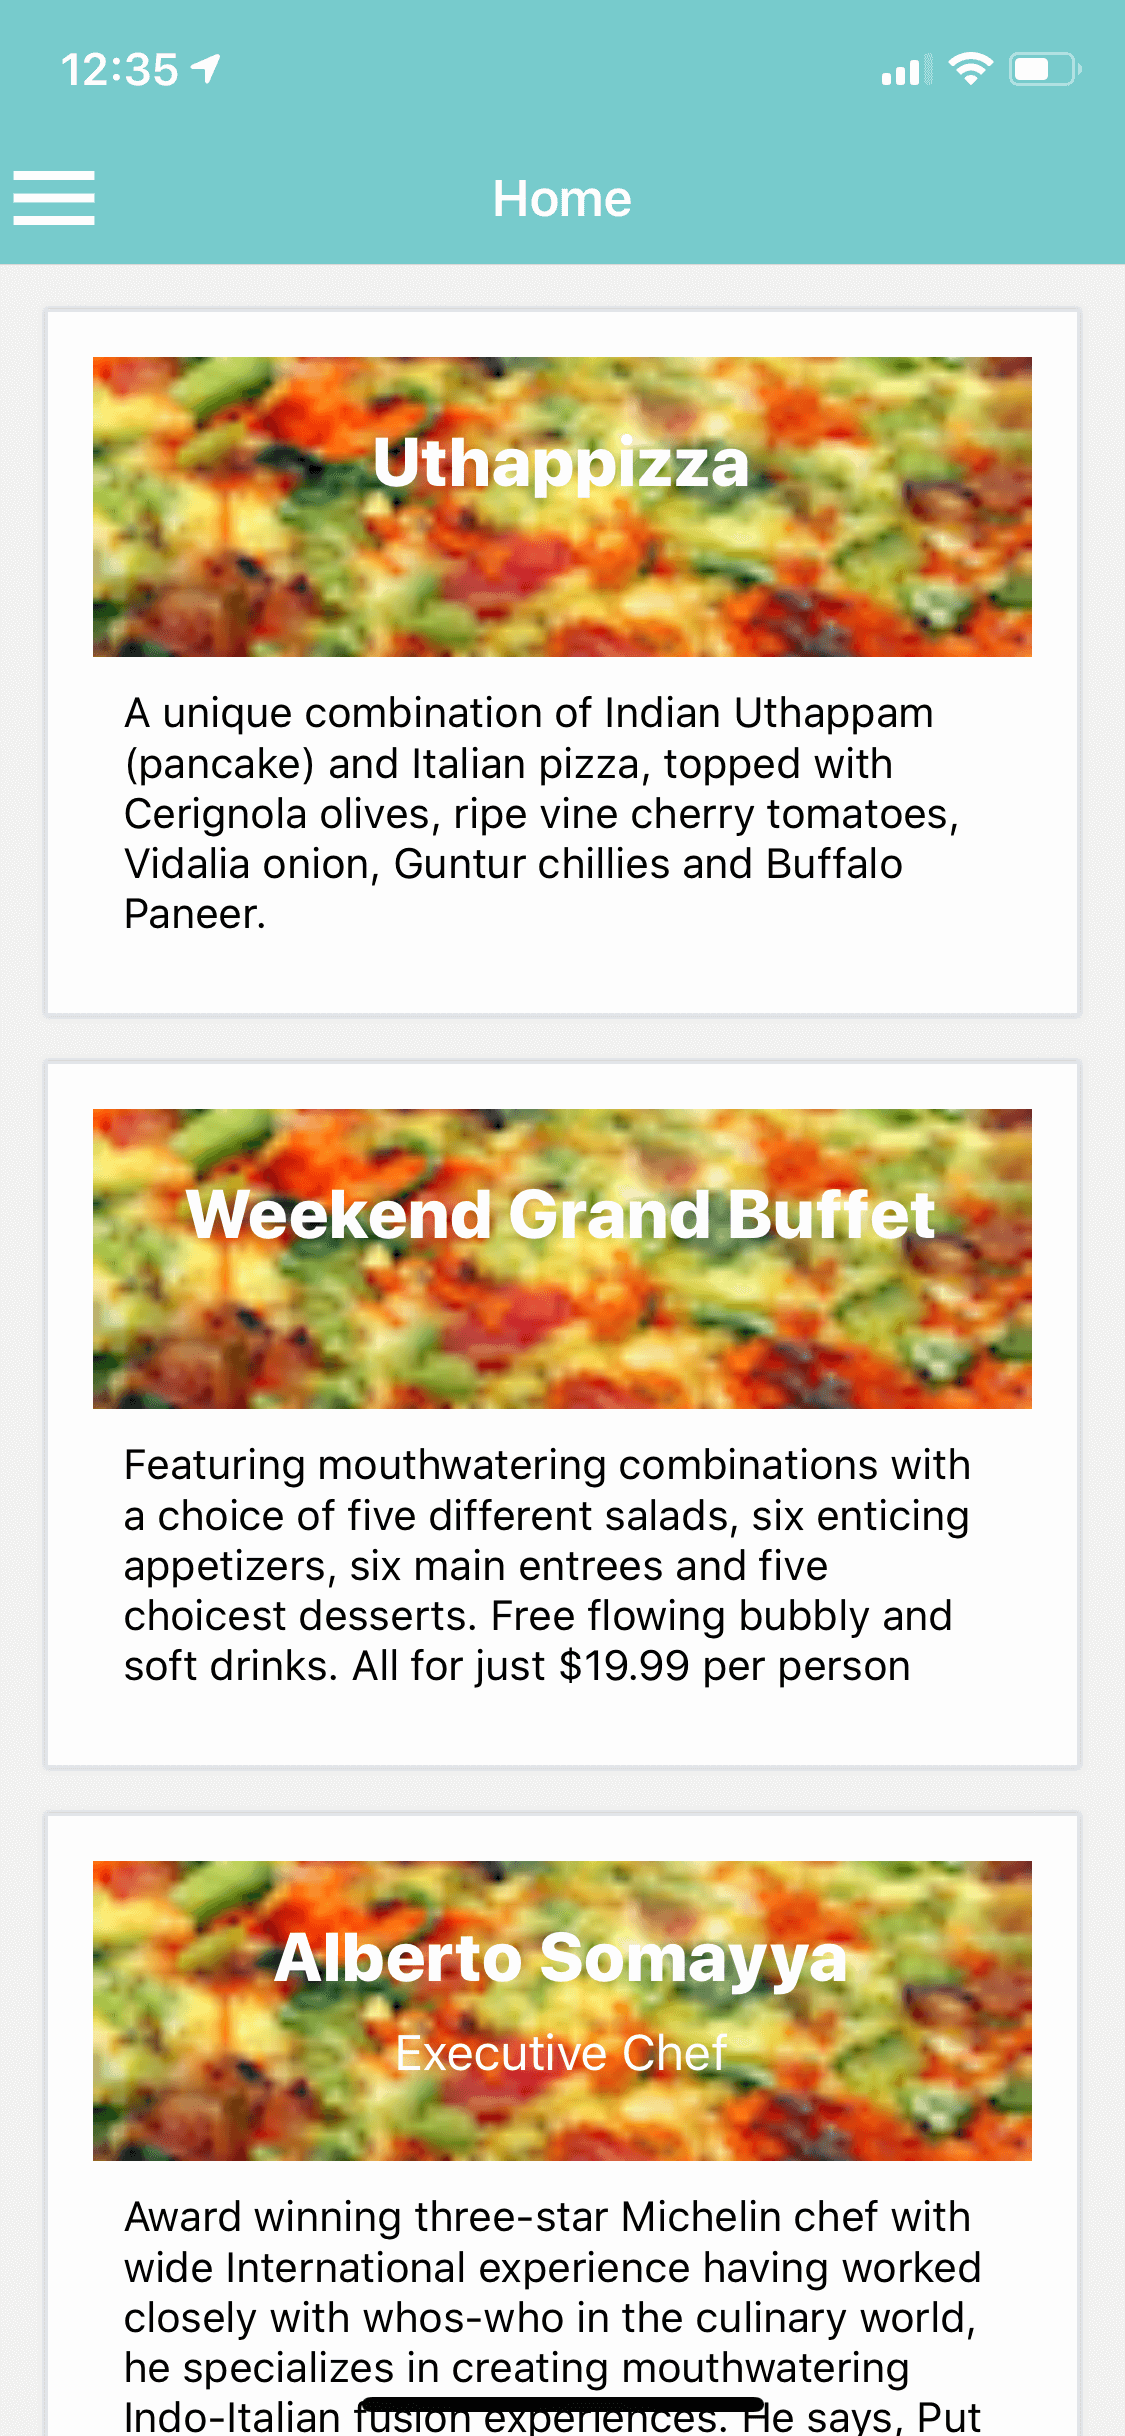 12:35
Home
Uthappizza
A unique combination of Indian Uthappam
(pancake) and Italian pizza, topped with
Cerignola olives, ripe vine cherry tomatoes,
Vidalia onion, Guntur chillies and Buffalo
Paneer.
Weekend Grand Buffet
Featuring mouthwatering combinations with
a choice of five different salads, six enticing
appetizers, six main entrees and five
choicest desserts. Free flowing bubbly and
soft drinks. All for just $19.99 per person
Alberto Somayya
Executive Chef
Award winning three-star Michelin chef with
wide International experience having worked
closely with whos-who in the culinary world,
he specializes in creating mouthwatering
Indo-Italian fusion experiences. He says, Put